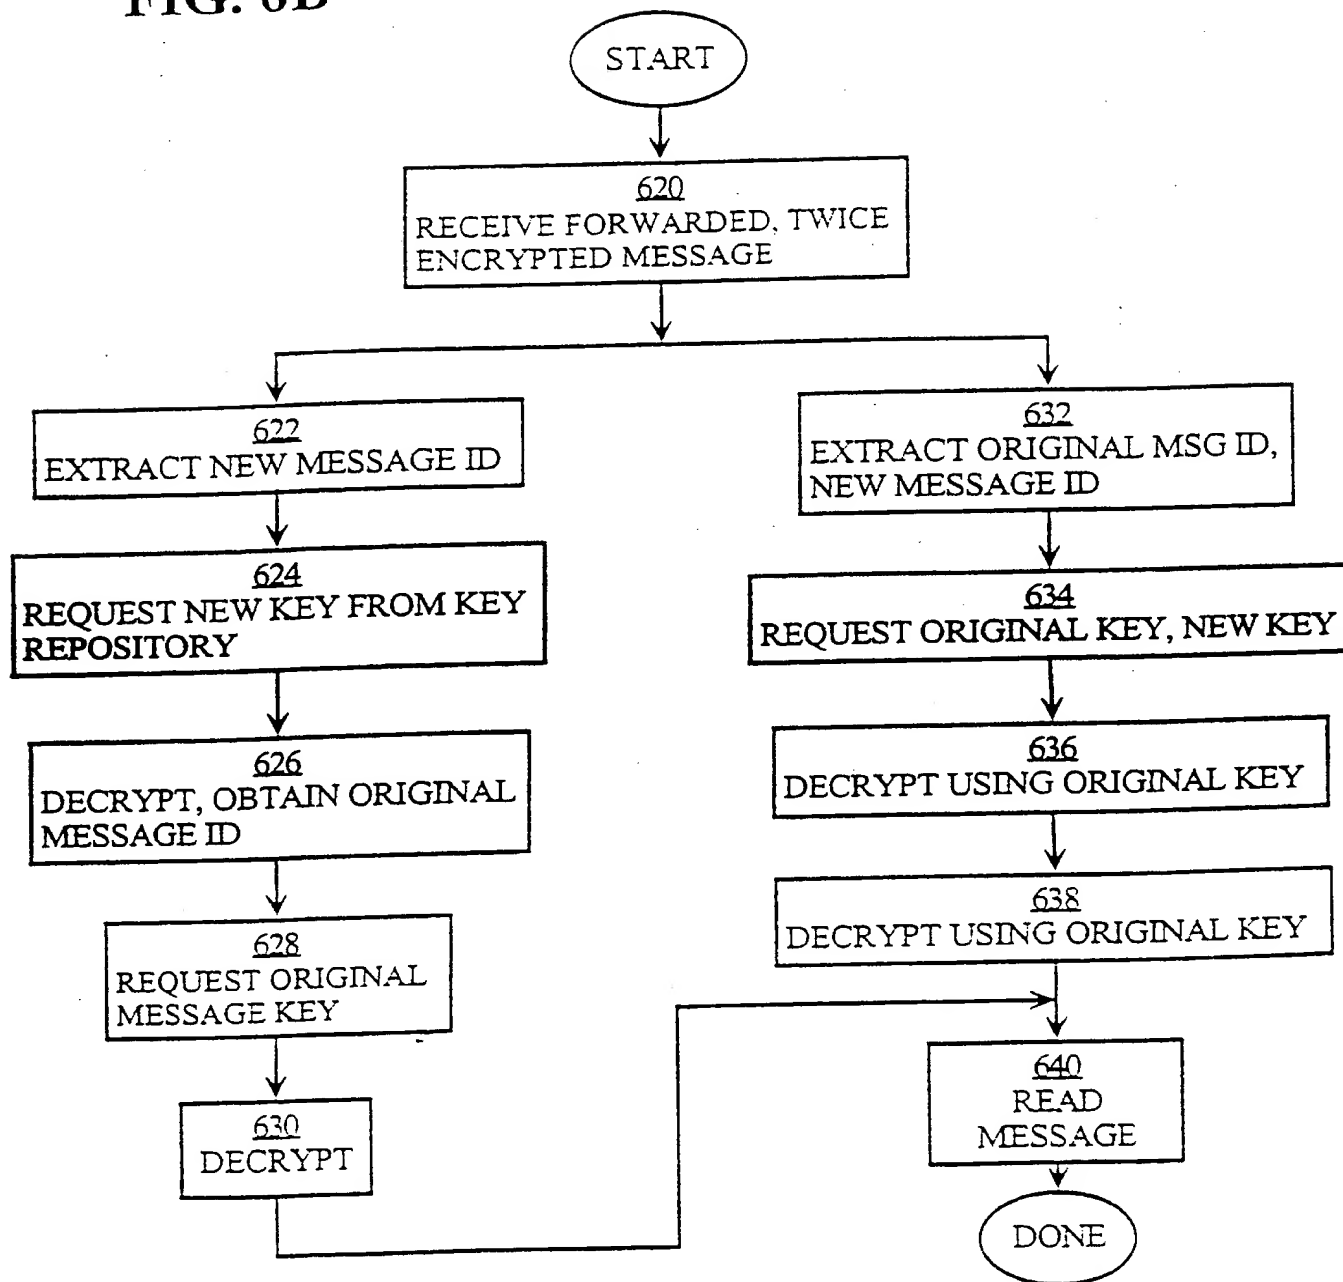 FIG. 6B
START
620
RECEIVE FORWARDED, TWICE
ENCRYPTED MESSAGE
622
EXTRACT NEW MESSAGE ID
624
REQUEST NEW KEY FROM KEY
REPOSITORY
626
DECRYPT, OBTAIN ORIGINAL
MESSAGE ID
628
REQUEST ORIGINAL
MESSAGE KEY
630
DECRYPT
632
EXTRACT ORIGINAL MSG ID,
NEW MESSAGE ID
634
REQUEST ORIGINAL KEY, NEW KEY
636
DECRYPT USING ORIGINAL KEY
638
DECRYPT USING ORIGINAL KEY
640
READ
MESSAGE
DONE